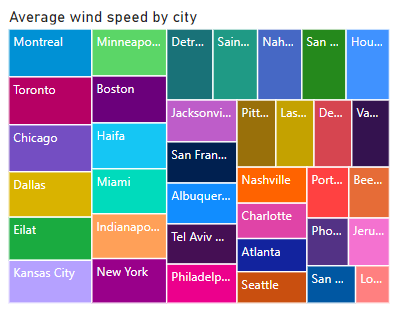 Average wind speed by city
Montreal
Toronto
Chicago
Dallas
Eilat
Kansas City
Minneapo...
Boston
Haifa
Miami
Indianapo...
New York
Detr...
Sain...
Nah...
San ...
Hou...
Jacksonvi...
San Fran...
Albuquer...
Tel Aviv ...
Philadelp...
Pitt...
Las...
De...
Va...
Nashville
Charlotte
Atlanta
Seattle
Port...
Bee...
Pho...
Jeru...
San ...
Lo...